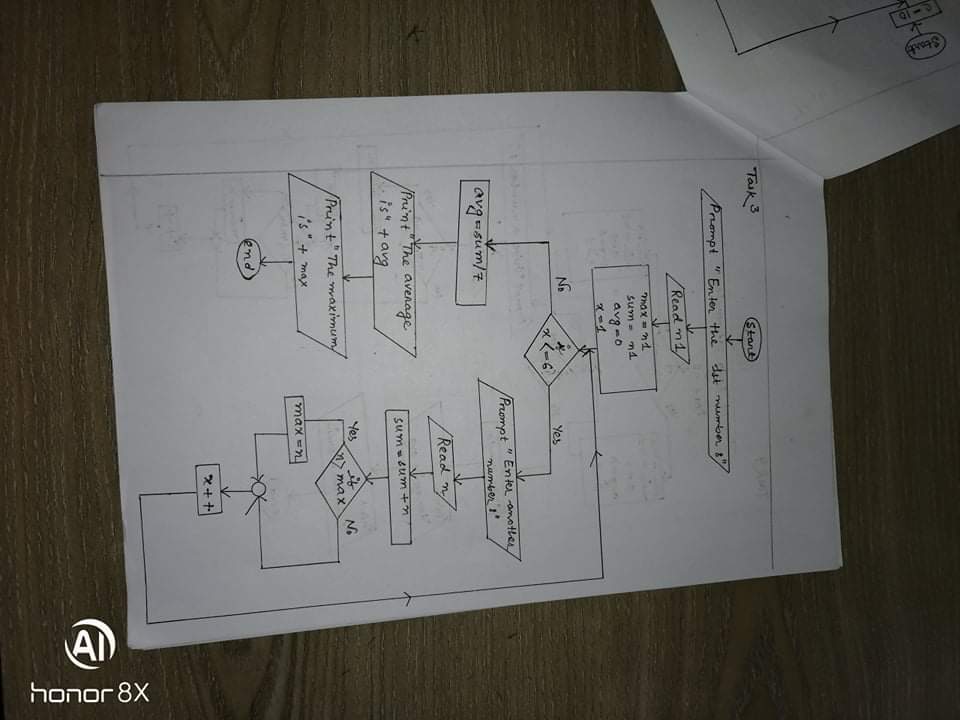 Start
c = 10
Task 3
Start
Prompt "Enter the 1st number :"
Read n1
max = n1
sum = n1
avg = 0
x = 1
is
x <= 6
No
Yes
avg = sum/7
Print "The average
is" + avg
Print "The maximum
is" + max
end
Prompt "Enter another
number :"
Read n
sum = sum + n
if
n > max
Yes
No
max = n
x++
AI
honor 8X